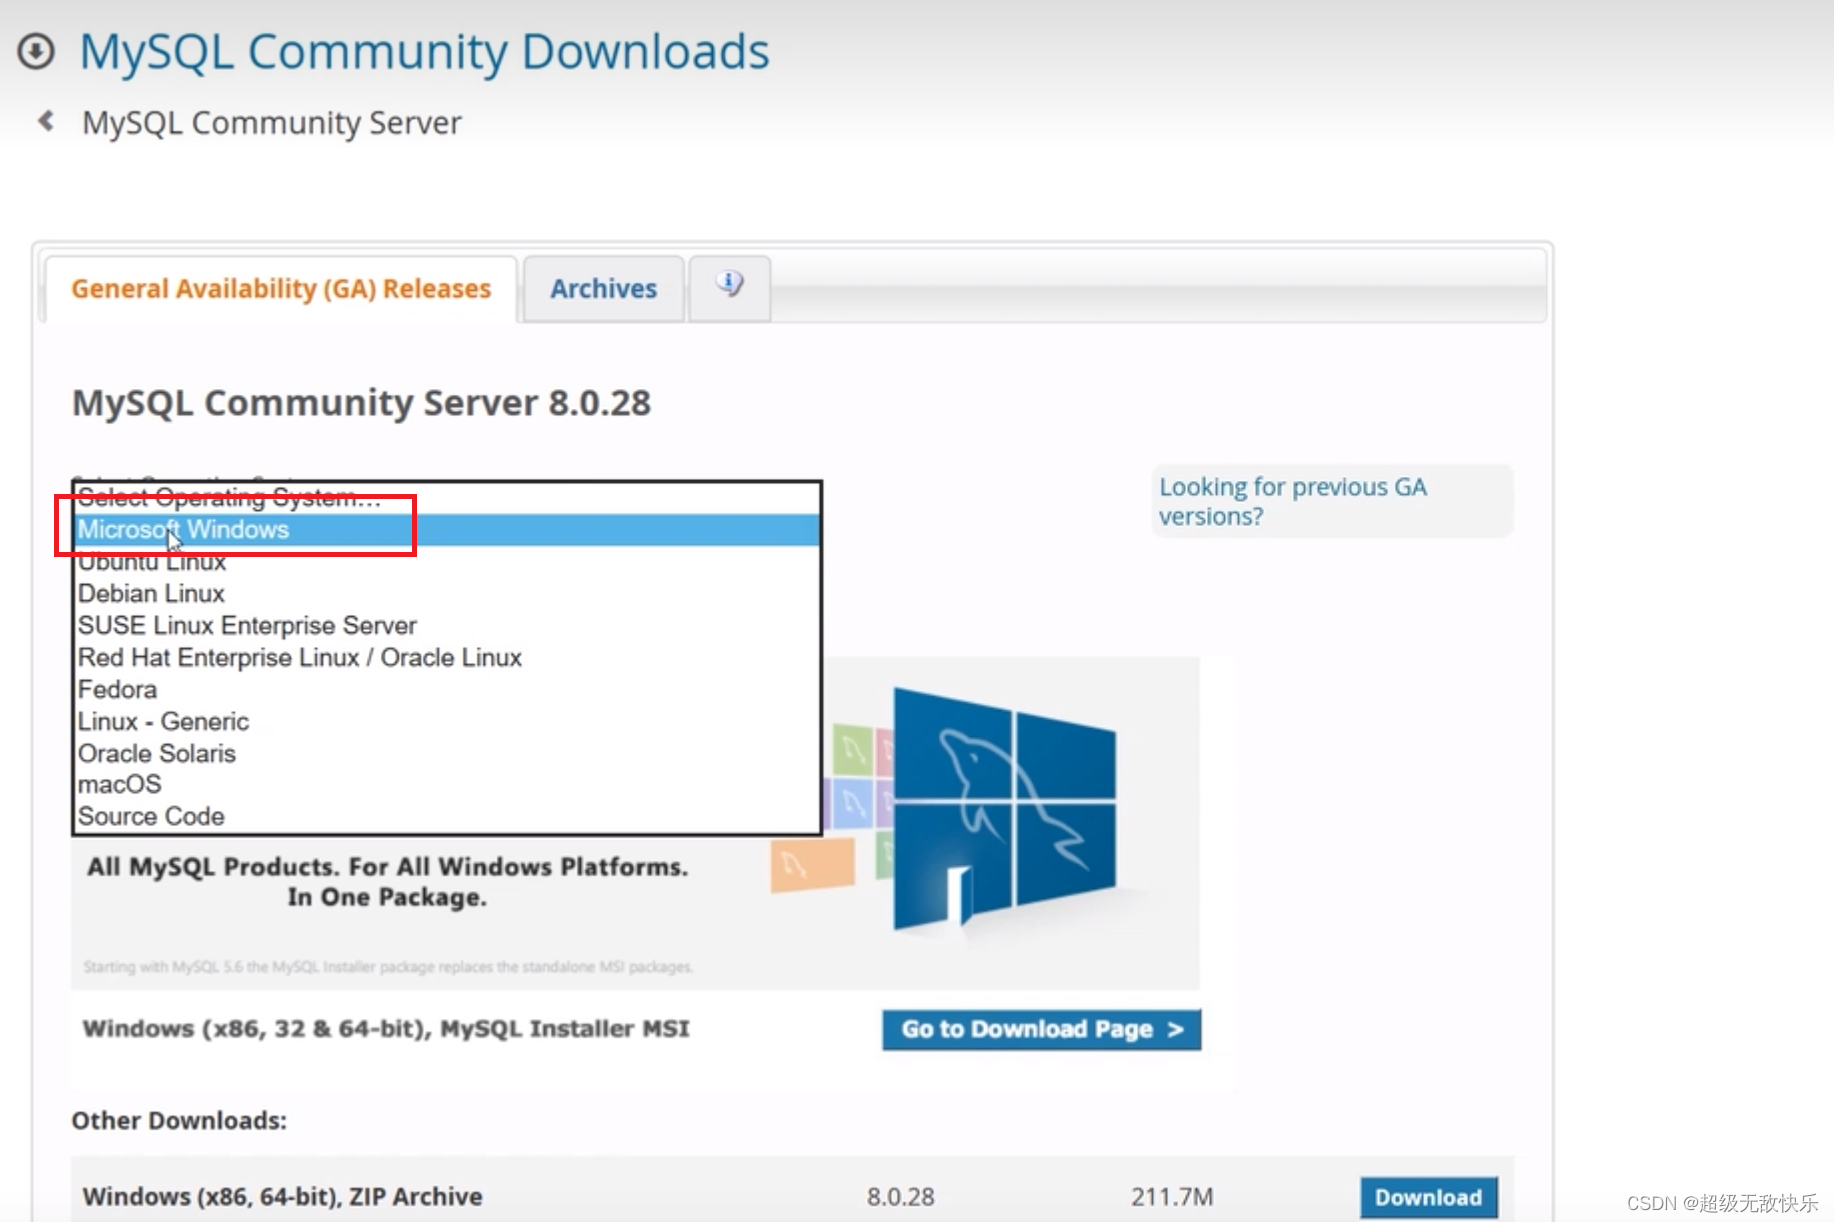 MySQL Community Downloads
MySQL Community Server
General Availability (GA) Releases
Archives
MySQL Community Server 8.0.28
Select Operating System...
Microsoft Windows
Ubuntu Linux
Debian Linux
SUSE Linux Enterprise Server
Red Hat Enterprise Linux / Oracle Linux
Fedora
Linux - Generic
Oracle Solaris
macOS
Source Code
Looking for previous GA
versions?
All MySQL Products. For All Windows Platforms.
In One Package.
Starting with MySQL 5.6 the MySQL Installer package replaces the standalone MSI packages.
Windows (x86, 32 & 64-bit), MySQL Installer MSI
Go to Download Page >
Other Downloads:
Windows (x86, 64-bit), ZIP Archive
8.0.28
211.7M
Download
CSDN @超级无敌快乐